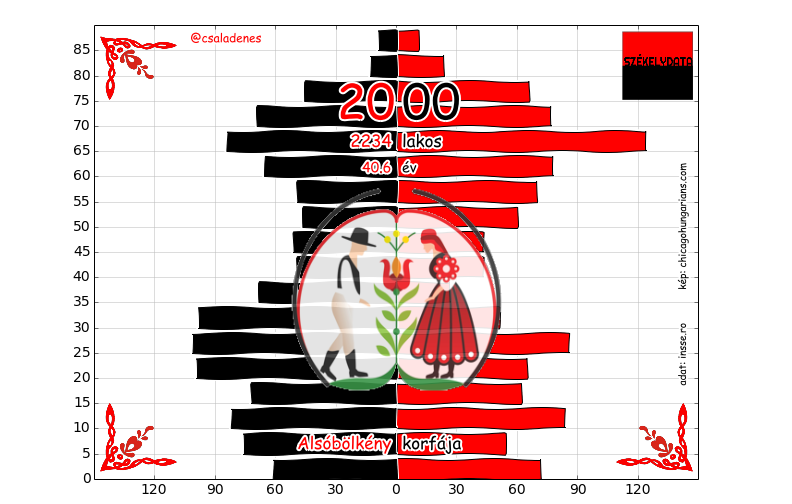 @csaladenes
SZÉKELYDATA
2000
2234 lakos
40.6 év
kép: chicagohungarians.com
adat: insse.ro
Alsóbölkény korfája
85
80
75
70
65
60
55
50
45
40
35
30
25
20
15
10
5
0
120 90 60 30 0 30 60 90 120